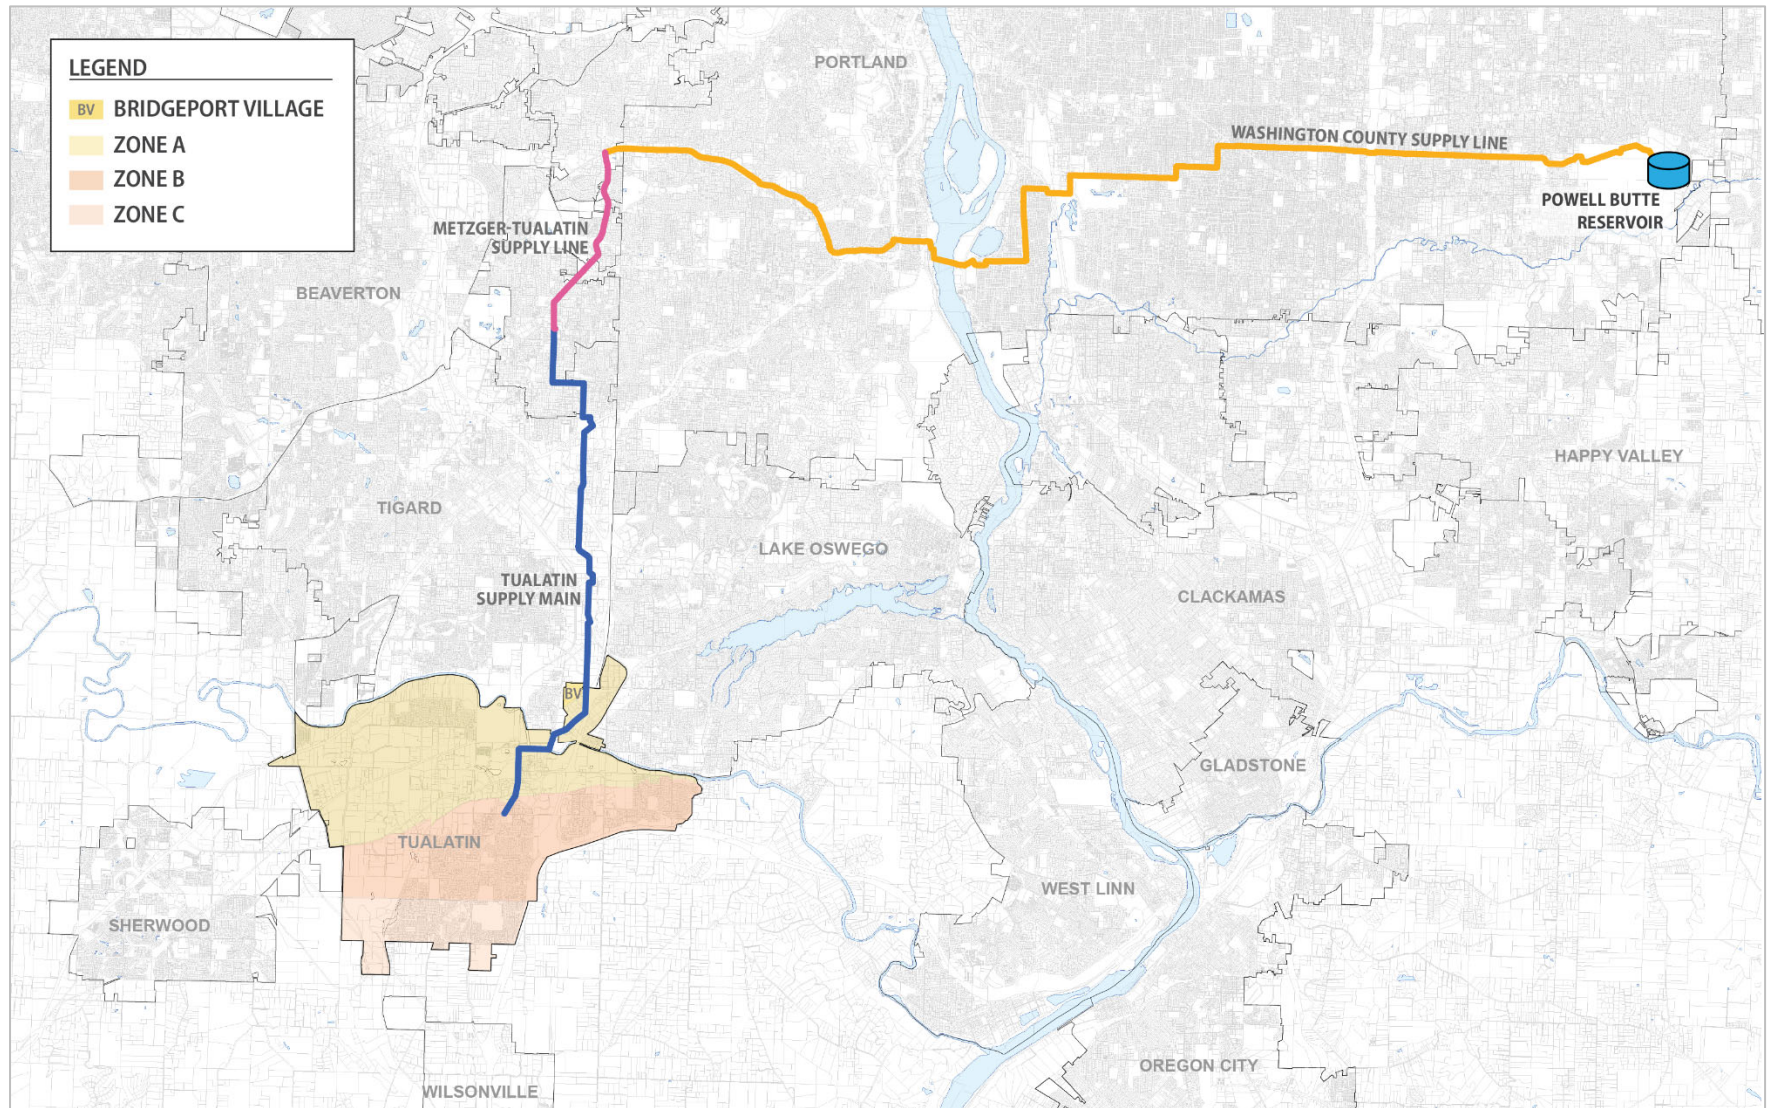 LEGEND
BV BRIDGEPORT VILLAGE
ZONE A
ZONE B
ZONE C
PORTLAND
WASHINGTON COUNTY SUPPLY LINE
POWELL BUTTE
RESERVOIR
METZGER-TUALATIN
SUPPLY LINE
BEAVERTON
HAPPY VALLEY
TIGARD
LAKE OSWEGO
TUALATIN
SUPPLY MAIN
CLACKAMAS
BV
GLADSTONE
TUALATIN
WEST LINN
SHERWOOD
OREGON CITY
WILSONVILLE